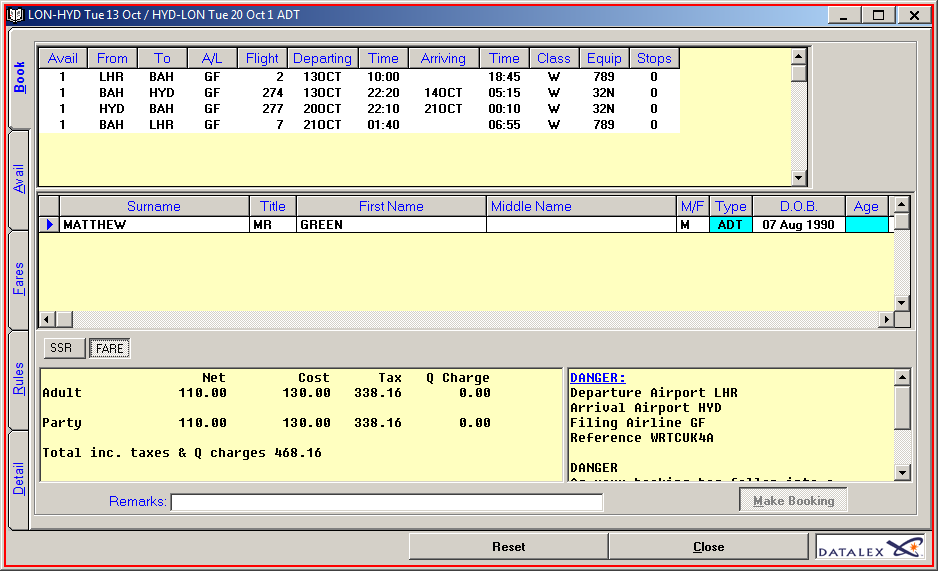 LON-HYD Tue 13 Oct / HYD-LON Tue 20 Oct 1 ADT
Book
Avail
Fares
Rules
Detail
Avail From To A/L Flight Departing Time Arriving Time Class Equip Stops
1 LHR BAH GF 2 13OCT 10:00 18:45 W 789 0
1 BAH HYD GF 274 13OCT 22:20 14OCT 05:15 W 32N 0
1 HYD BAH GF 277 20OCT 22:10 21OCT 00:10 W 32N 0
1 BAH LHR GF 7 21OCT 01:40 06:55 W 789 0
Surname Title First Name Middle Name M/F Type D.O.B. Age
MATTHEW MR GREEN M ADT 07 Aug 1990
SSR FARE
Net Cost Tax Q Charge
Adult 110.00 130.00 338.16 0.00
Party 110.00 130.00 338.16 0.00
Total inc. taxes & Q charges 468.16
DANGER:
Departure Airport LHR
Arrival Airport HYD
Filing Airline GF
Reference WRTCUK4A
DANGER
Remarks: Make Booking
Reset Close
DATALEX